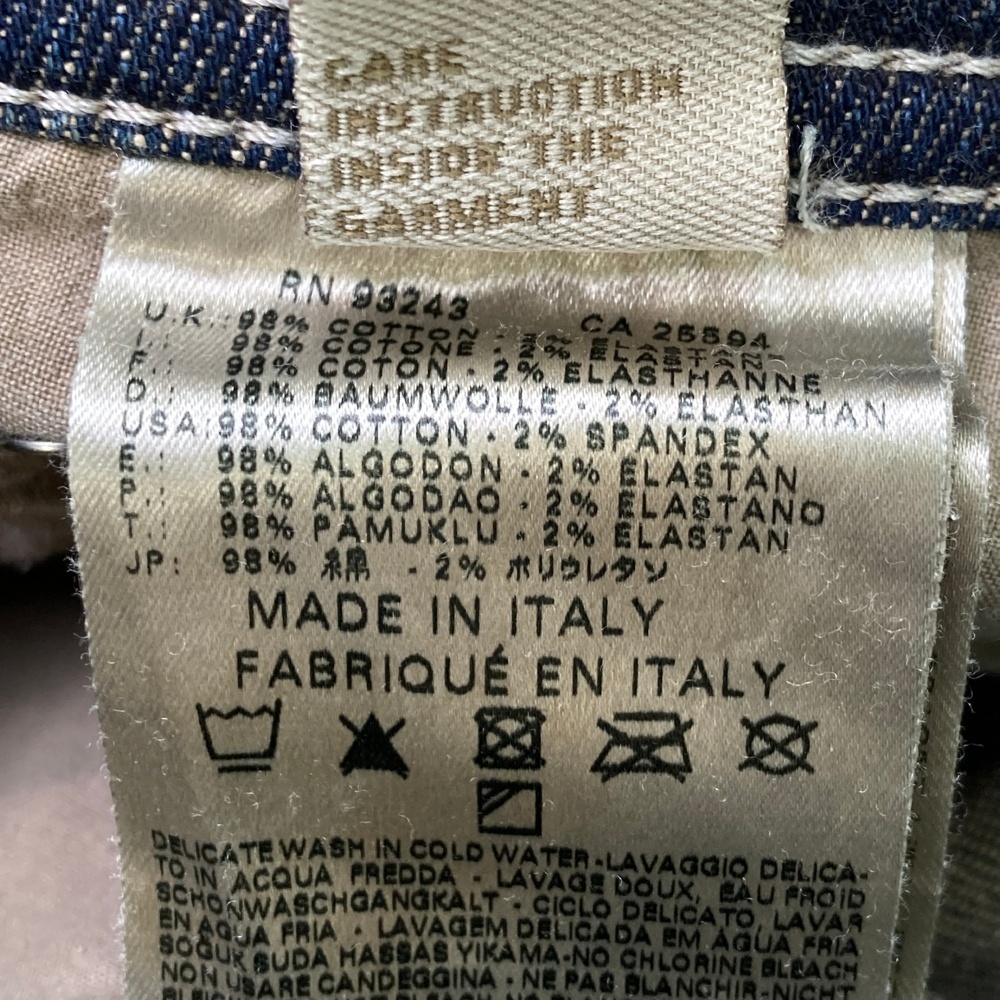 CARE
INSTRUCTION
INSIDE THE
GARMENT
RN 93243 CA 25594
U.K.: 98% COTTON - 2% ELASTANE
I.: 98% COTONE - 2% ELASTAN
F.: 98% COTON - 2% ELASTHANNE
D.: 98% BAUMWOLLE - 2% ELASTHAN
USA: 98% COTTON - 2% SPANDEX
E.: 98% ALGODON - 2% ELASTAN
P.: 98% ALGODAO - 2% ELASTANO
T.: 98% PAMUKLU - 2% ELASTAN
JP: 98% 綿 - 2% ポリウレタン
MADE IN ITALY
FABRIQUÉ EN ITALY
DELICATE WASH IN COLD WATER-LAVAGGIO DELICA-
TO IN ACQUA FREDDA - LAVAGE DOUX, EAU FROID
SCHONWASCHGANGKALT - CICLO DELICATO, LAVAR
EN AGUA FRIA - LAVAGEM DELICADA EM AGUA FRIA
SOGUK SUDA HASSAS YIKAMA-NO CHLORINE BLEACH
NON USARE CANDEGGINA - NE PAS BLANCHIR-NICHT